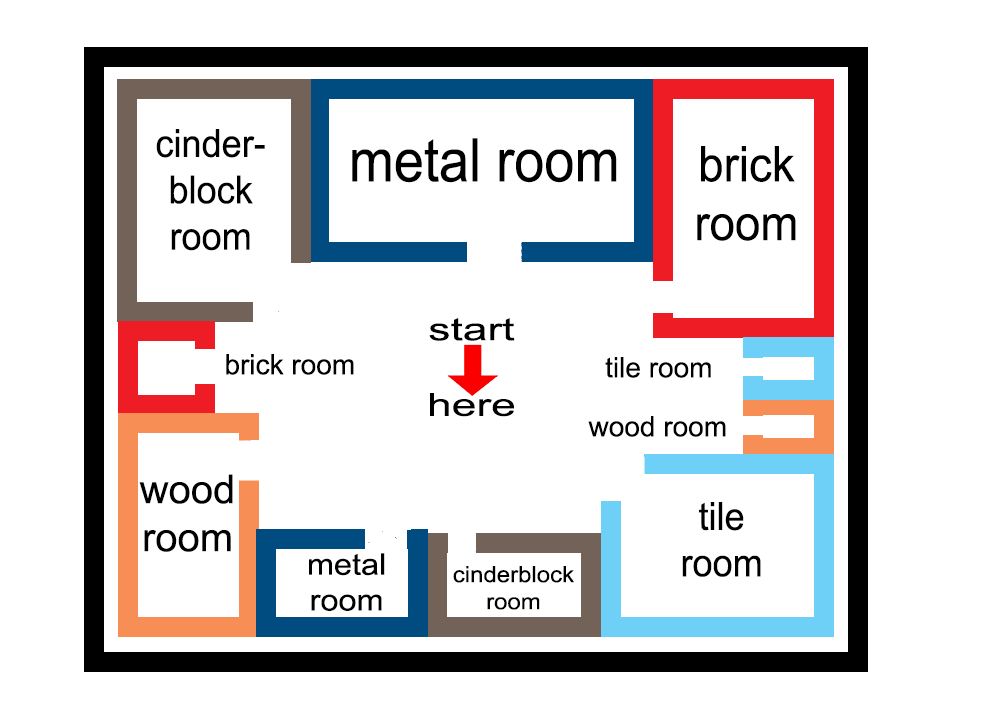 cinder-
block
room
metal room
brick
room
start
here
brick room
tile room
wood room
wood
room
tile
room
metal
room
cinderblock
room